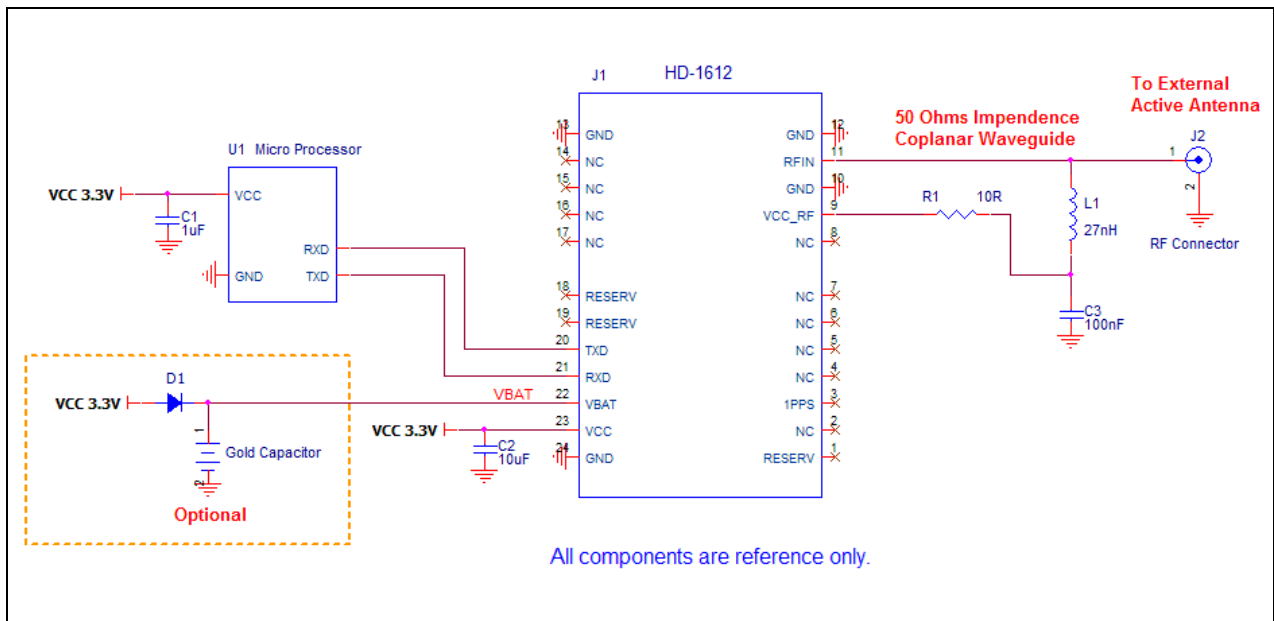 J1
HD-1612
To External
Active Antenna
50 Ohms Impendence
Coplanar Waveguide
J2
1
2
RF Connector
U1 Micro Processor
VCC 3.3V
VCC
C1
1uF
RXD
TXD
GND
13 GND
14 NC
15 NC
16 NC
17 NC
18 RESERV
19 RESERV
20 TXD
21 RXD
22 VBAT
23 VCC
24 GND
GND 12
RFIN 11
GND 10
VCC_RF 9
NC 8
NC 7
NC 6
NC 5
NC 4
1PPS 3
NC 2
RESERV 1
R1 10R
L1
27nH
C3
100nF
D1
VCC 3.3V
VBAT
1
Gold Capacitor
2
Optional
VCC 3.3V
C2
10uF
All components are reference only.